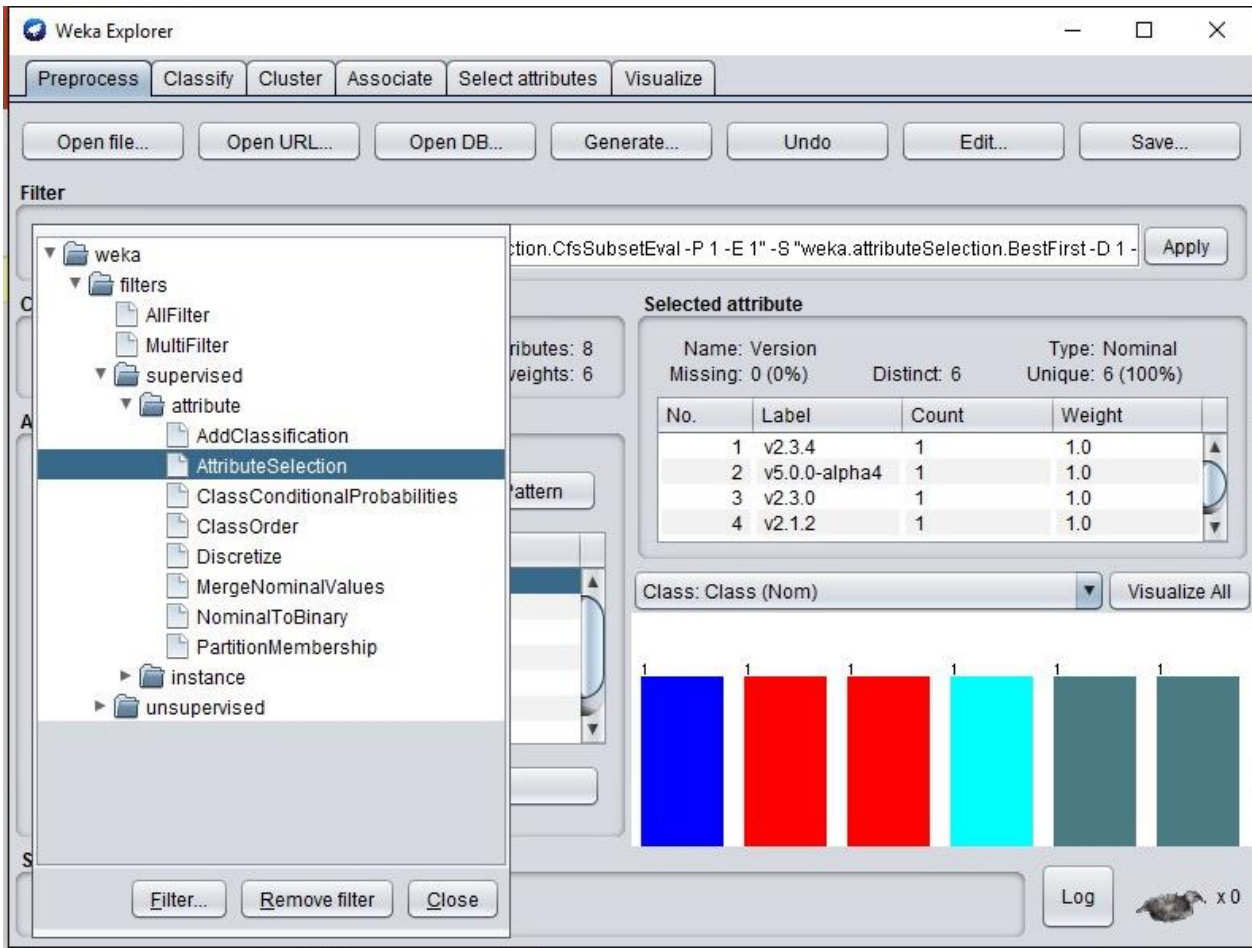 Weka Explorer
Preprocess Classify Cluster Associate Select attributes Visualize
Open file... Open URL... Open DB... Generate... Undo Edit... Save...
Filter
weka
filters
AllFilter
MultiFilter
supervised
attribute
AddClassification
AttributeSelection
ClassConditionalProbabilities
ClassOrder
Discretize
MergeNominalValues
NominalToBinary
PartitionMembership
instance
unsupervised
Filter... Remove filter Close
ction.CfsSubsetEval -P 1 -E 1" -S "weka.attributeSelection.BestFirst -D 1 - Apply
ributes: 8
weights: 6
Pattern
Selected attribute
Name: Version Type: Nominal
Missing: 0 (0%) Distinct: 6 Unique: 6 (100%)
No. Label Count Weight
1 v2.3.4 1 1.0
2 v5.0.0-alpha4 1 1.0
3 v2.3.0 1 1.0
4 v2.1.2 1 1.0
Class: Class (Nom) Visualize All
1 1 1 1 1 1
Log x 0